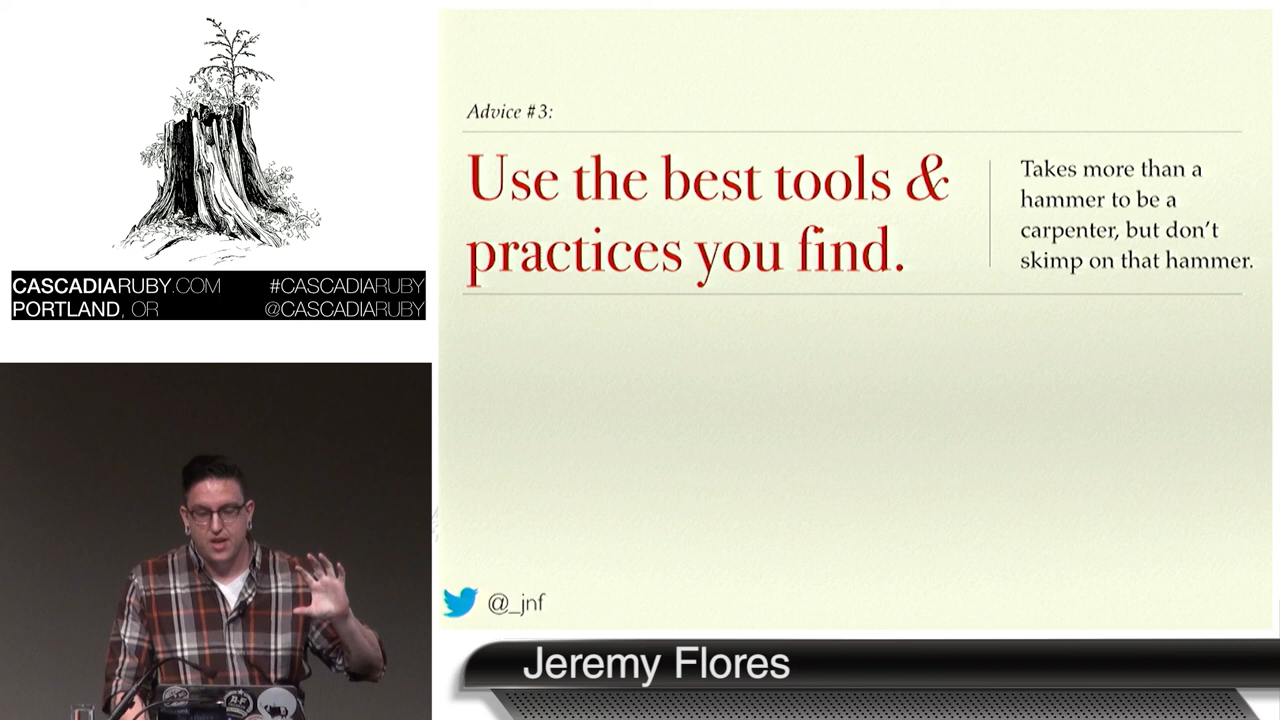 CASCADIARUBY.COM #CASCADIARUBY
PORTLAND, OR @CASCADIARUBY
Advice #3:
Use the best tools &
practices you find.
Takes more than a
hammer to be a
carpenter, but don't
skimp on that hammer.
@_jnf
Jeremy Flores